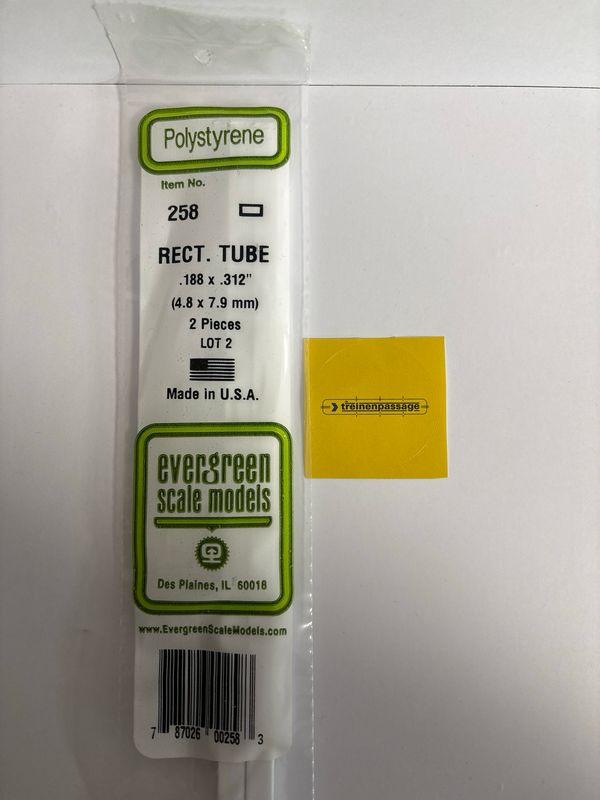 Polystyrene
Item No.
258
RECT. TUBE
.188 x .312"
(4.8 x 7.9 mm)
2 Pieces
LOT 2
Made in U.S.A.
treinenpassage
evergreen
scale models
Des Plaines, IL 60018
www.EvergreenScaleModels.com
7 87026 00258 3